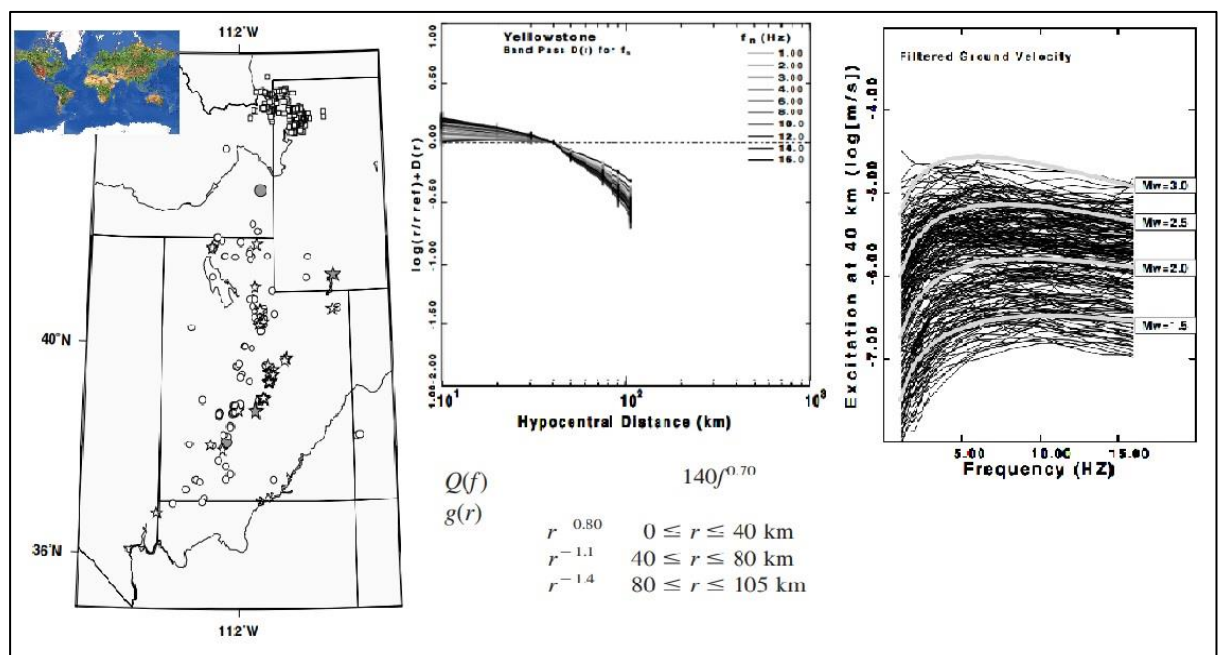 112°W
40°N
36°N
112°W
Yellowstone
Band Pass D(r) for fn
fn (Hz)
1.00
2.00
3.00
4.00
6.00
8.00
10.0
12.0
14.0
16.0
log(r/r ref)+D(r)
1.00
0.50
0.00
-0.50
-1.00
-1.50
-2.00
10²
10³
Hypocentral Distance (km)
Filtered Ground Velocity
Excitation at 40 km (log[m/s])
-4.00
-5.00
-6.00
-7.00
Mw=3.0
Mw=2.5
Mw=2.0
Mw=1.5
5.00 10.00 15.00
Frequency (HZ)
Q(f) 140f^0.70
g(r)
r^-0.80 0 ≤ r ≤ 40 km
r^-1.1 40 ≤ r ≤ 80 km
r^-1.4 80 ≤ r ≤ 105 km